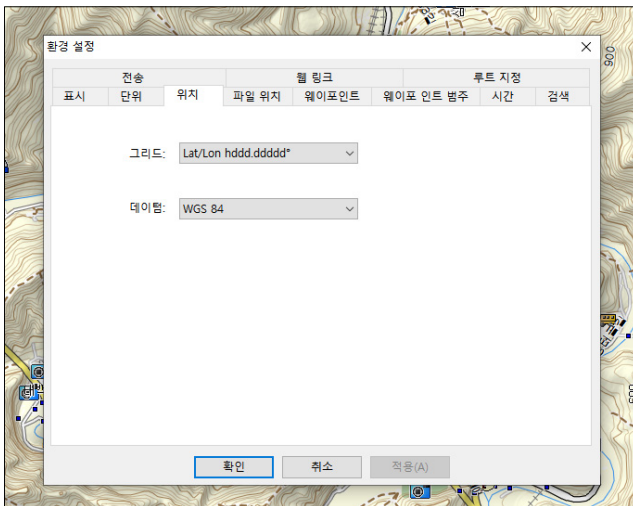 환경 설정
전송 웹 링크 루트 지정
표시 단위 위치 파일 위치 웨이포인트 웨이포 인트 범주 시간 검색
그리드: Lat/Lon hddd.ddddd°
데이텀: WGS 84
확인 취소 적용(A)
900